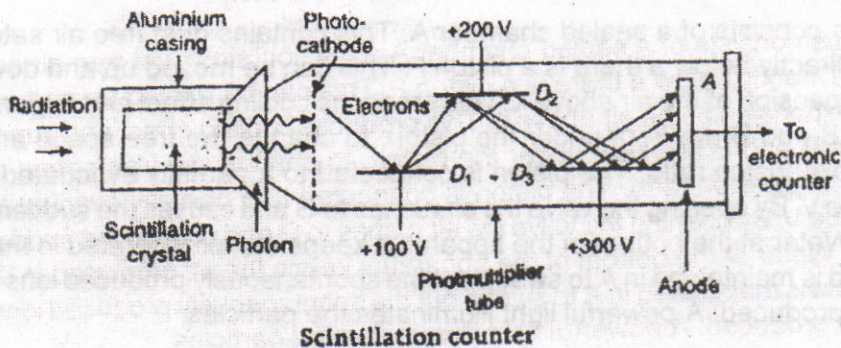 Aluminium casing
Photo-cathode
+200 V
Radiation
Electrons
D₂
A
To electronic counter
D₁
D₃
Scintillation crystal
Photon
+100 V
+300 V
Photmultiplier tube
Anode
Scintillation counter